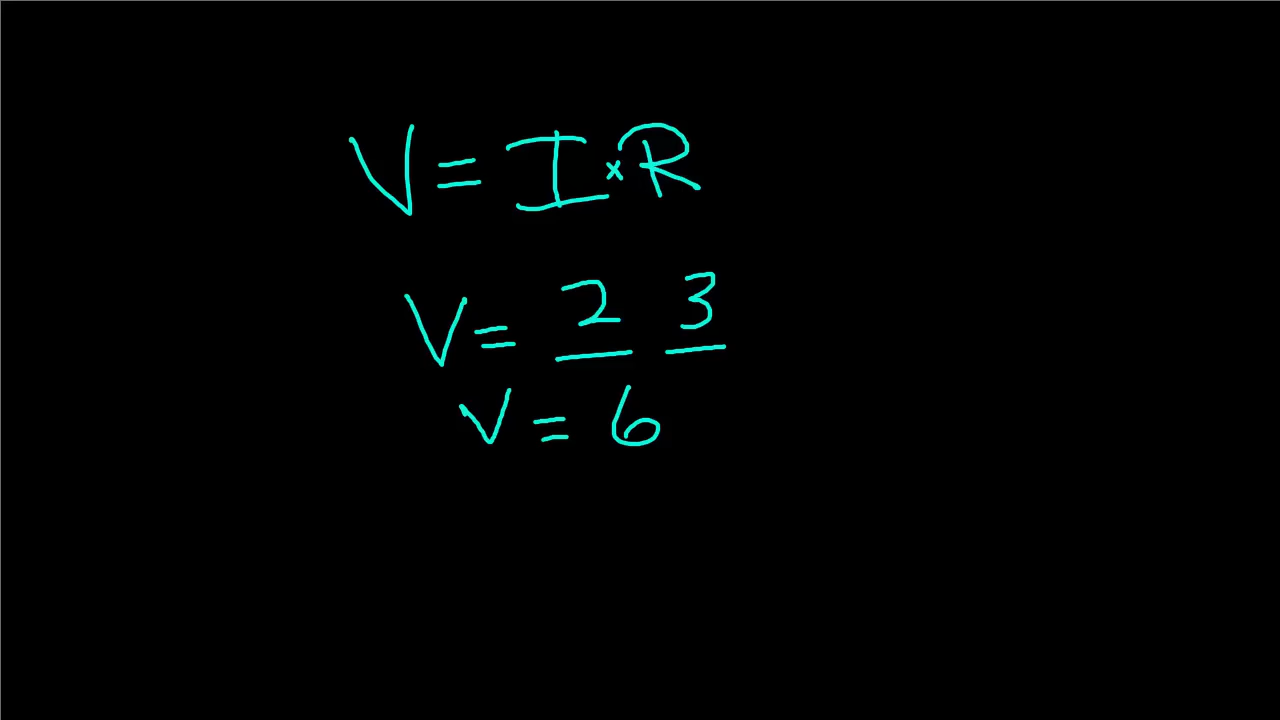 V = I × R
V = 2 3
V = 6